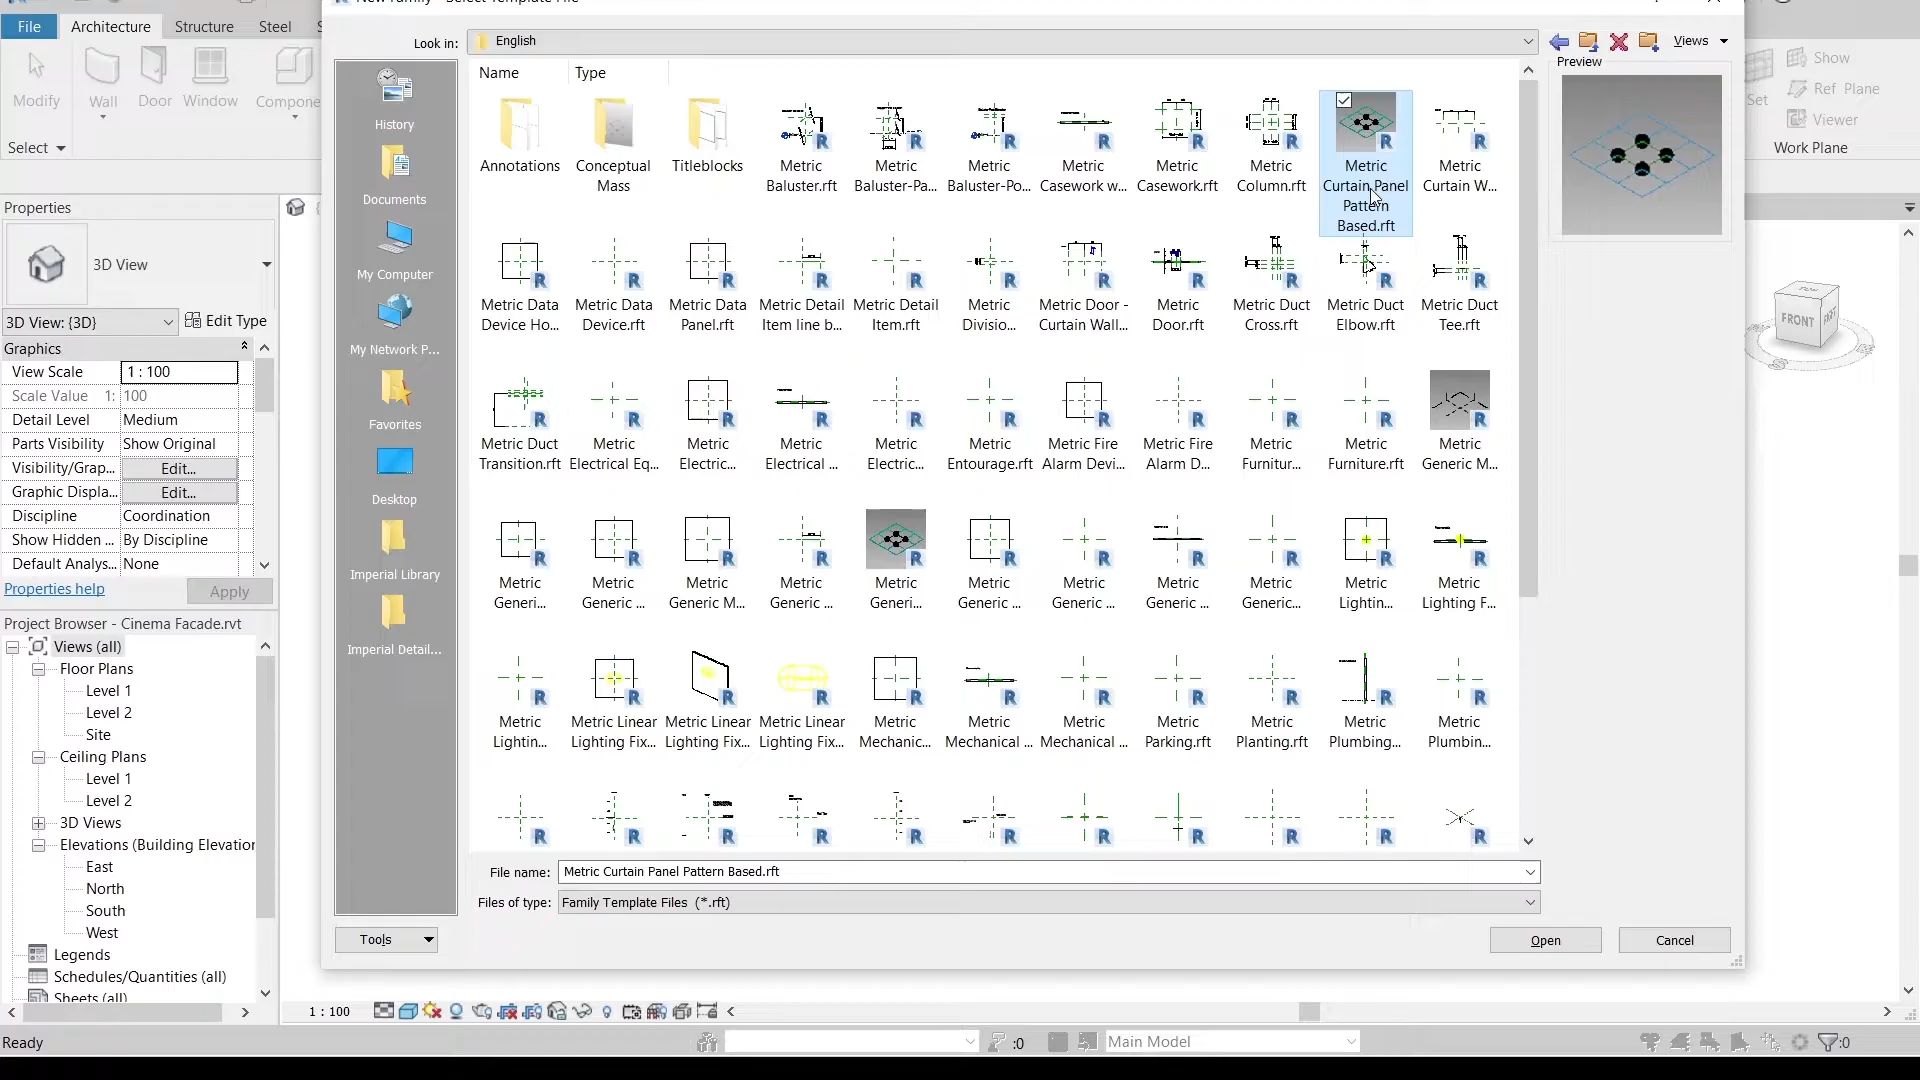 New Family - Select Template File
File
Architecture
Structure
Steel
Look in:
English
Views
Modify
Wall
Door
Window
Compone
Select
Name
Type
Preview
Set
Show
Ref Plane
Viewer
Work Plane
History
Documents
My Computer
My Network P...
Favorites
Desktop
Imperial Library
Imperial Detail...
Annotations
Conceptual
Mass
Titleblocks
Metric
Baluster.rft
Metric
Baluster-Pa...
Metric
Baluster-Po...
Metric
Casework w...
Metric
Casework.rft
Metric
Column.rft
Metric
Curtain Panel
Pattern
Based.rft
Metric
Curtain W...
Metric Data
Device Ho...
Metric Data
Device.rft
Metric Data
Panel.rft
Metric Detail
Item line b...
Metric Detail
Item.rft
Metric
Divisio...
Metric Door -
Curtain Wall...
Metric
Door.rft
Metric Duct
Cross.rft
Metric Duct
Elbow.rft
Metric Duct
Tee.rft
Metric Duct
Transition.rft
Metric
Electrical Eq...
Metric
Electric...
Metric
Electrical ...
Metric
Electric...
Metric
Entourage.rft
Metric Fire
Alarm Devi...
Metric Fire
Alarm D...
Metric
Furnitur...
Metric
Furniture.rft
Metric
Generic M...
Metric
Generi...
Metric
Generic ...
Metric
Generic M...
Metric
Generic ...
Metric
Generi...
Metric
Generic ...
Metric
Generic ...
Metric
Generic ...
Metric
Generic...
Metric
Lightin...
Metric
Lighting F...
Metric
Lightin...
Metric Linear
Lighting Fix...
Metric Linear
Lighting Fix...
Metric Linear
Lighting Fix...
Metric
Mechanic...
Metric
Mechanical ...
Metric
Mechanical ...
Metric
Parking.rft
Metric
Planting.rft
Metric
Plumbing...
Metric
Plumbin...
File name:
Metric Curtain Panel Pattern Based.rft
Files of type:
Family Template Files (*.rft)
Tools
Open
Cancel
Properties
3D View
3D View: {3D}
Edit Type
Graphics
View Scale
1 : 100
Scale Value 1:
100
Detail Level
Medium
Parts Visibility
Show Original
Visibility/Grap...
Edit...
Graphic Displa...
Edit...
Discipline
Coordination
Show Hidden ...
By Discipline
Default Analys...
None
Properties help
Apply
Project Browser - Cinema Facade.rvt
Views (all)
Floor Plans
Level 1
Level 2
Site
Ceiling Plans
Level 1
Level 2
3D Views
Elevations (Building Elevation
East
North
South
West
Legends
Schedules/Quantities (all)
Sheets (all)
TOP
FRONT
1 : 100
Ready
:0
Main Model
:0